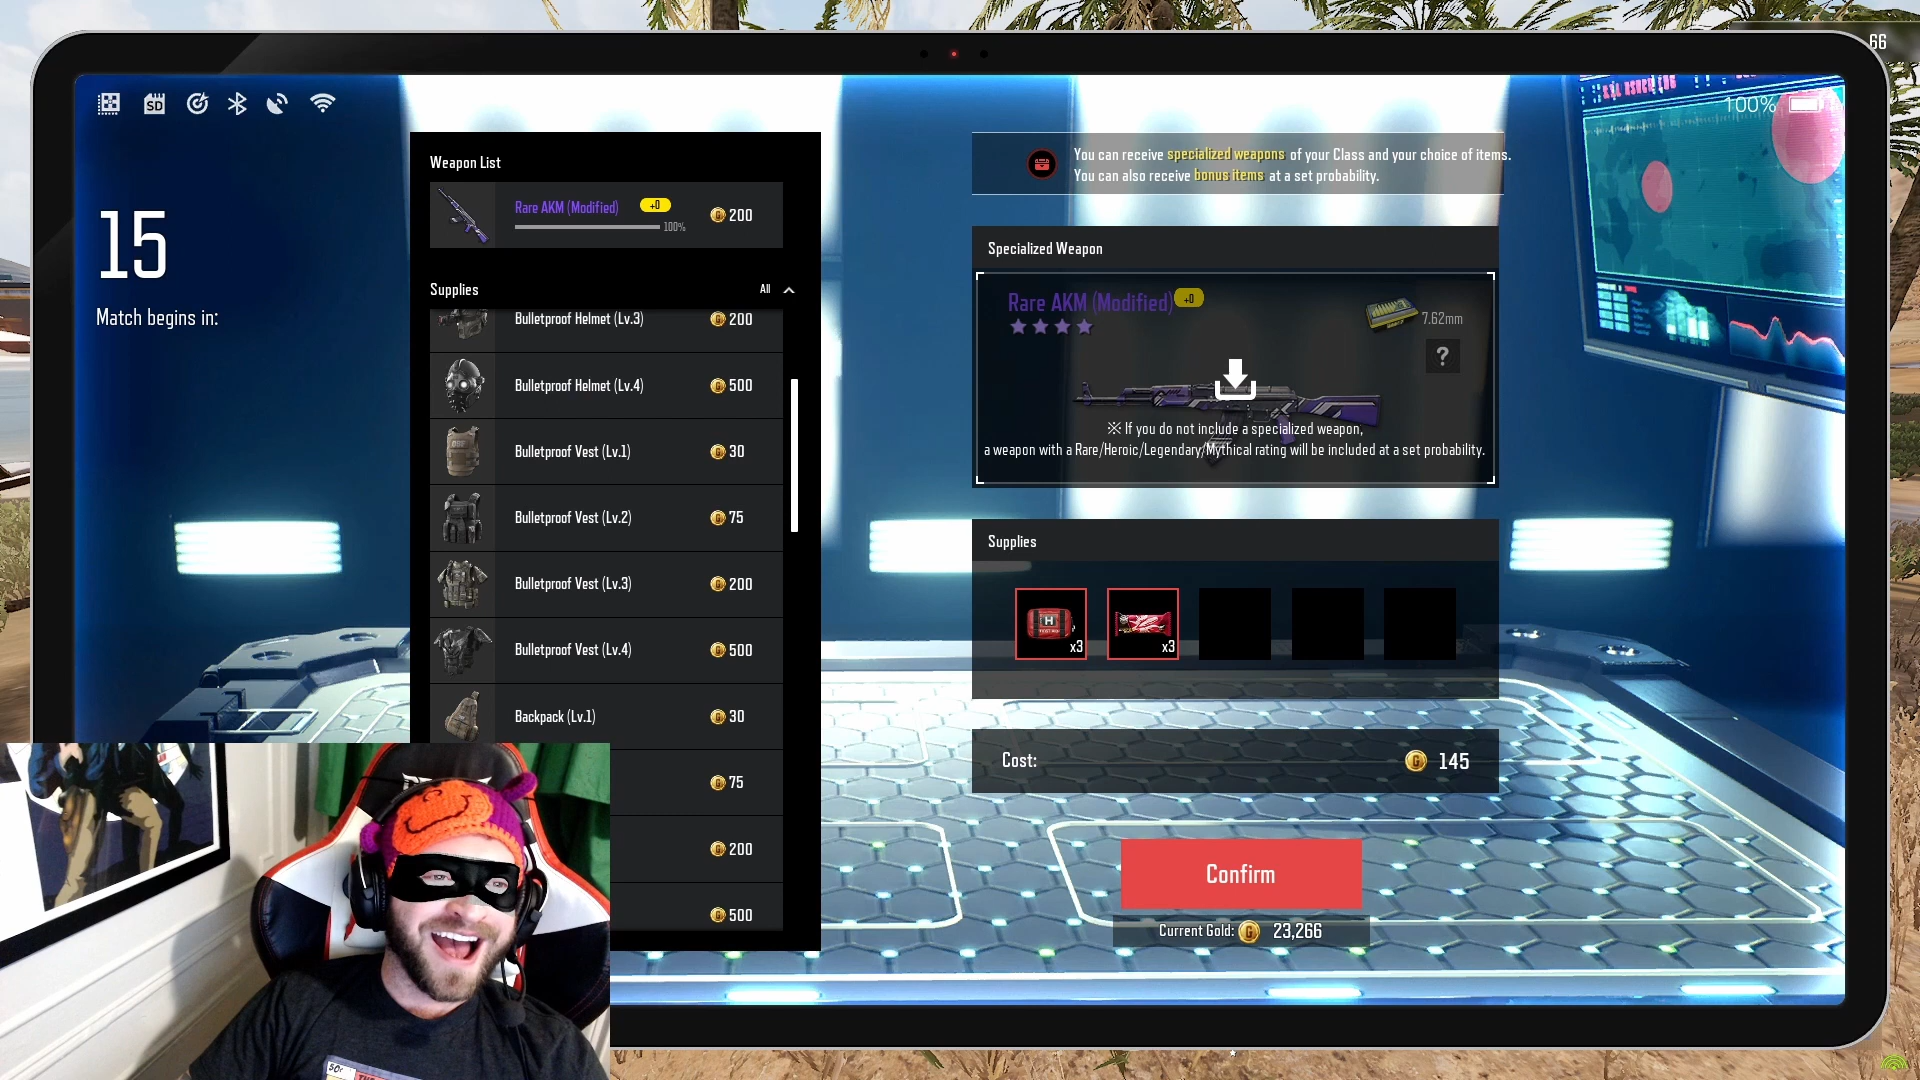 66
SD
100%
15
Match begins in:
Weapon List
Rare AKM (Modified)
+0
100%
200
Supplies
All
Bulletproof Helmet (Lv.3)
200
Bulletproof Helmet (Lv.4)
500
Bulletproof Vest (Lv.1)
30
Bulletproof Vest (Lv.2)
75
Bulletproof Vest (Lv.3)
200
Bulletproof Vest (Lv.4)
500
Backpack (Lv.1)
30
75
200
500
You can receive specialized weapons of your Class and your choice of items.
You can also receive bonus items at a set probability.
Specialized Weapon
Rare AKM (Modified)
+0
7.62mm
?
※ If you do not include a specialized weapon,
a weapon with a Rare/Heroic/Legendary/Mythical rating will be included at a set probability.
Supplies
H
x3
x3
Cost:
145
Confirm
Current Gold:
23,266